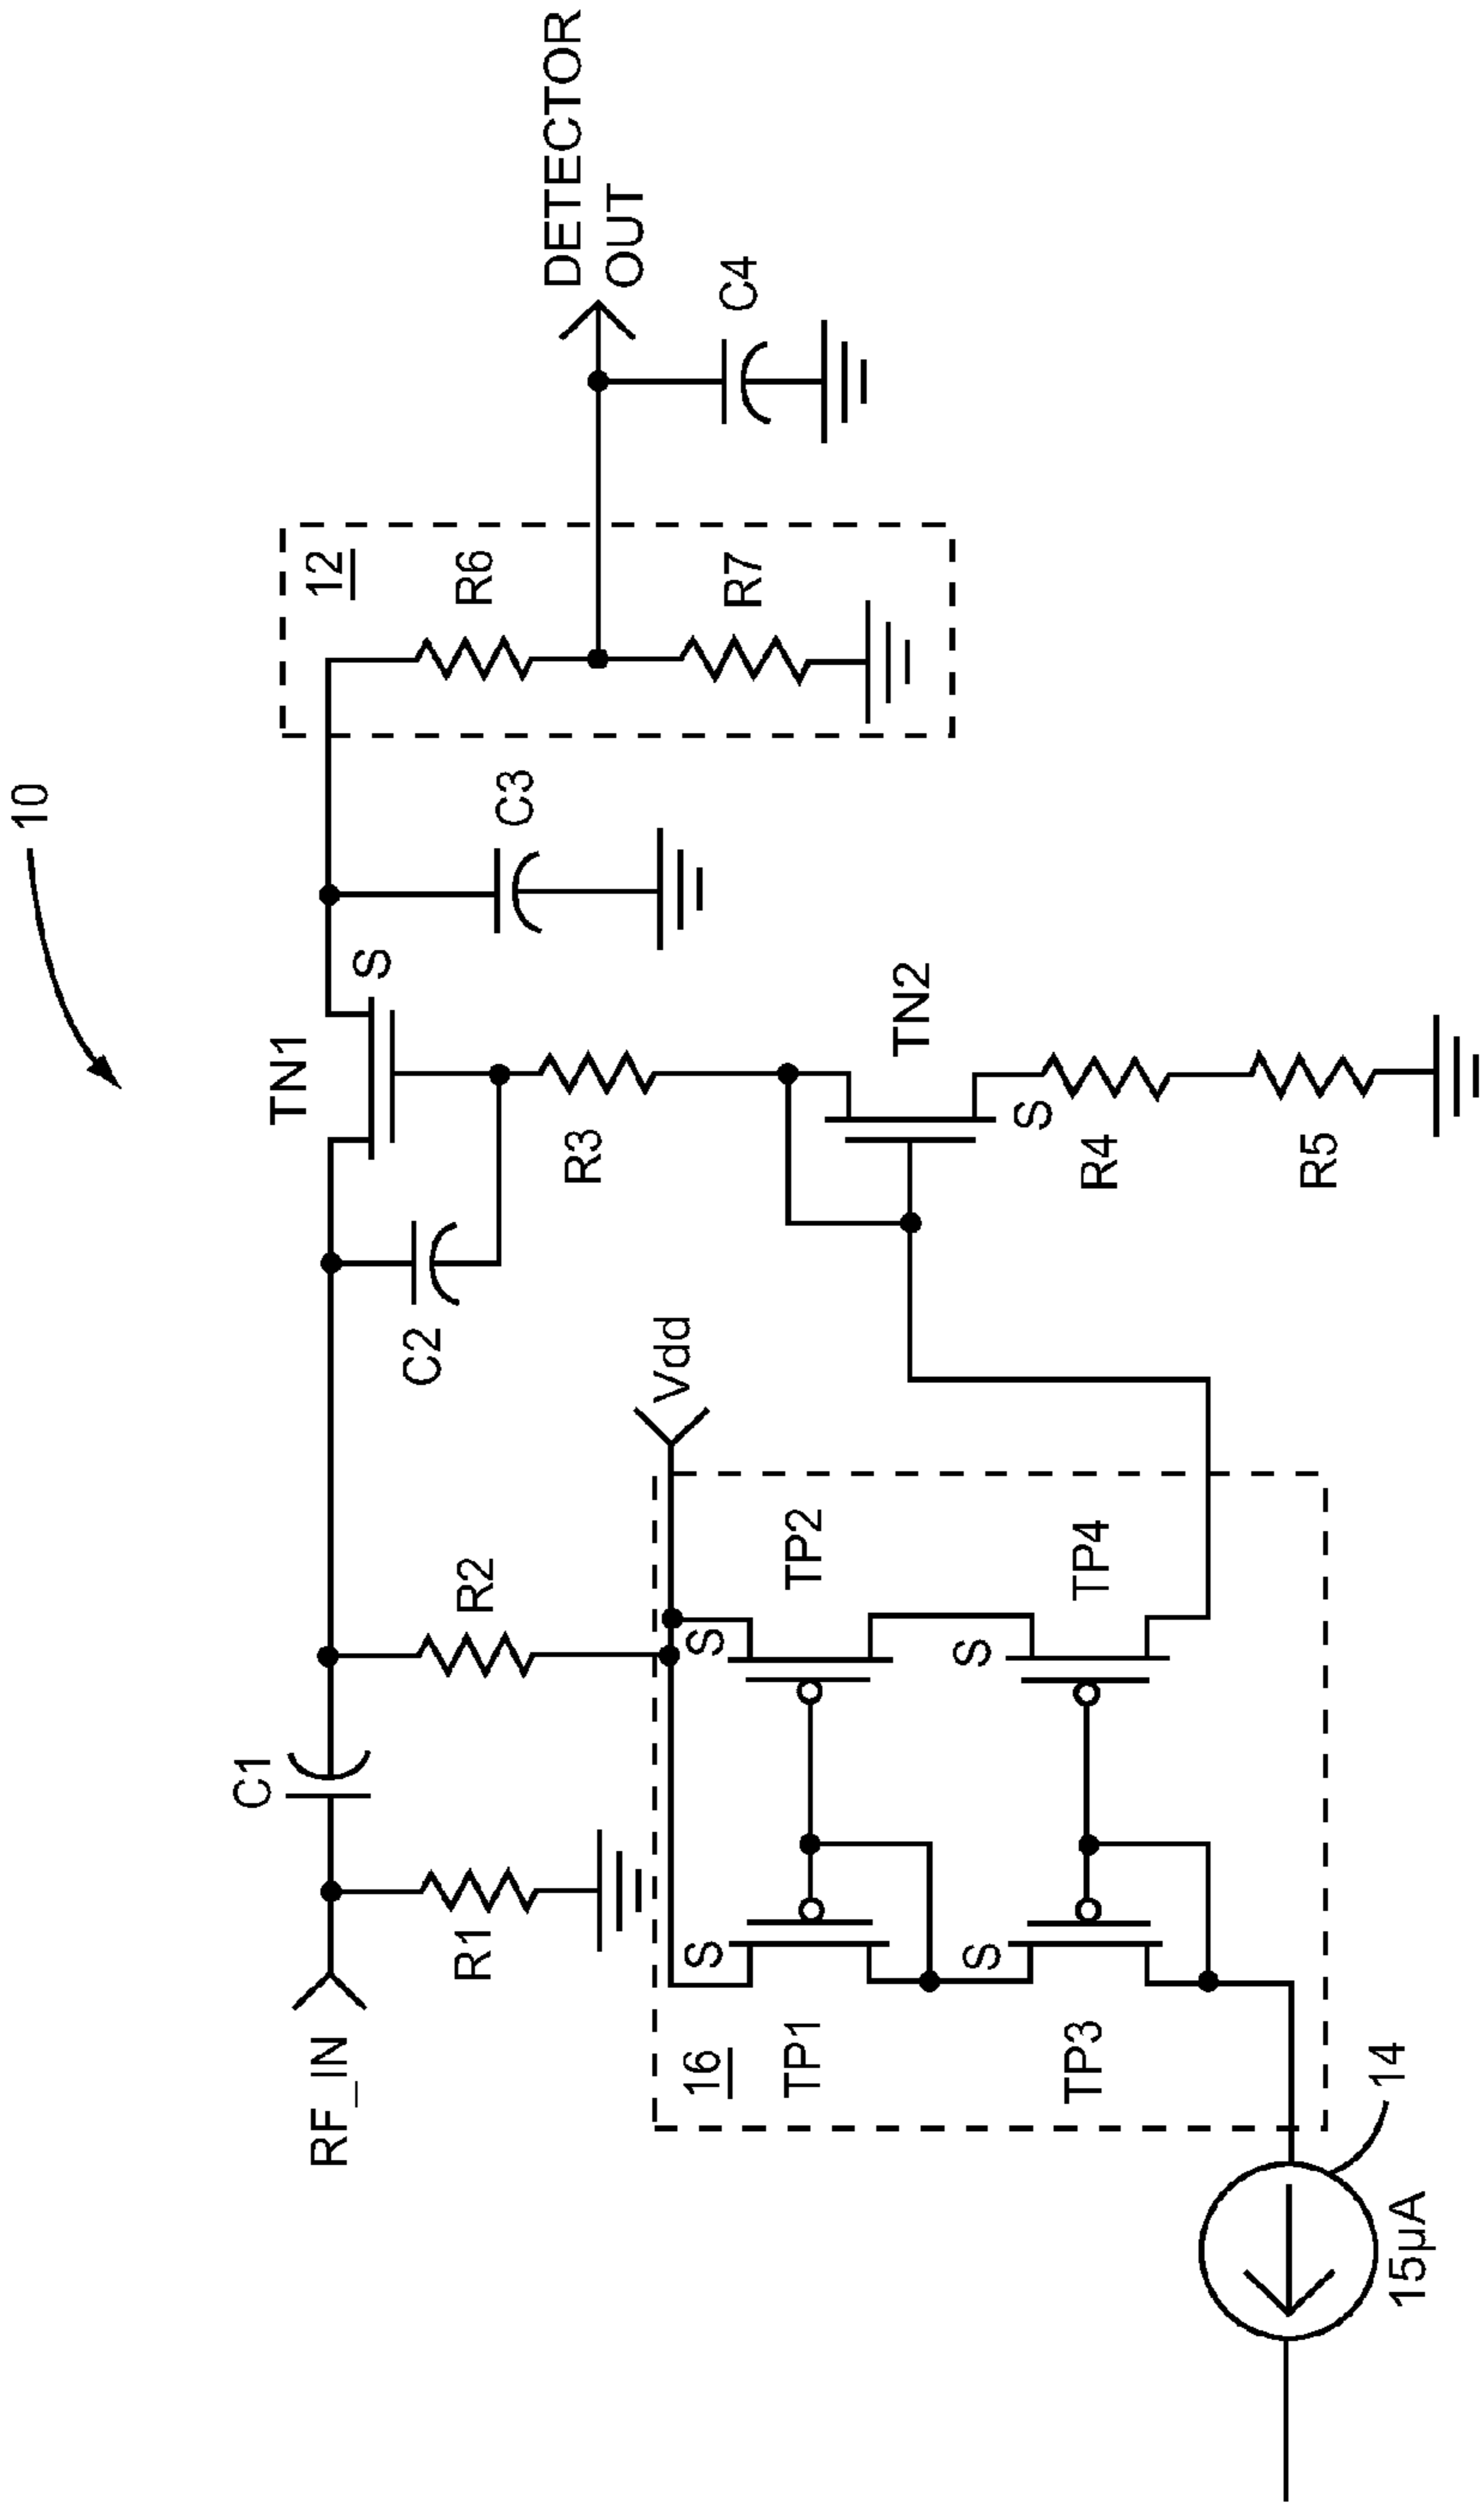 10
RF_IN
C1
R1
R2
C2
TN1
S
C3
12
R6
R7
DETECTOR
OUT
C4
R3
Vdd
TN2
S
R4
R5
16
S
S
TP1
TP2
S
S
TP3
TP4
14
15µA